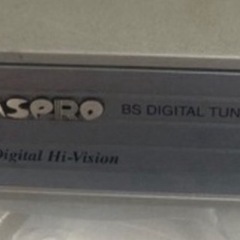 ASPRO BS DIGITAL TUN
Digital Hi-Vision